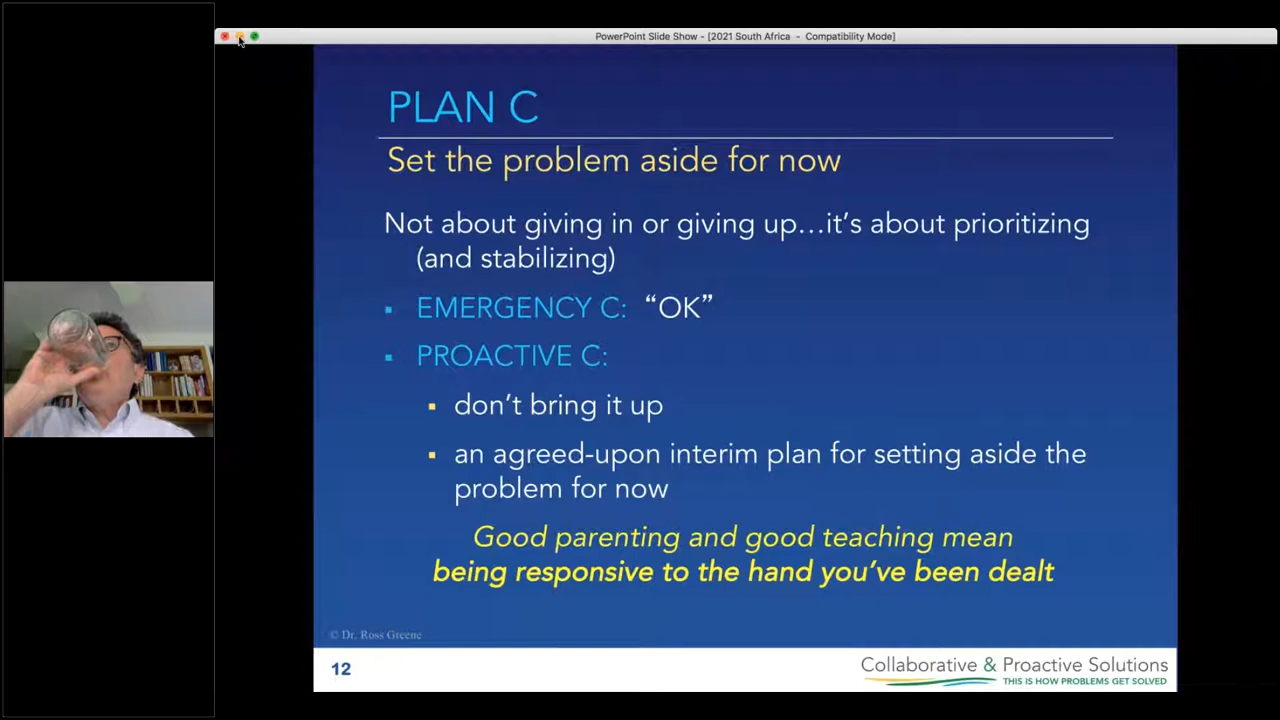 PowerPoint Slide Show - [2021 South Africa - Compatibility Mode]
PLAN C
Set the problem aside for now
Not about giving in or giving up…it’s about prioritizing
(and stabilizing)
▪ EMERGENCY C: “OK”
▪ PROACTIVE C:
▪ don’t bring it up
▪ an agreed-upon interim plan for setting aside the
problem for now
Good parenting and good teaching mean
being responsive to the hand you’ve been dealt
© Dr. Ross Greene
12
Collaborative & Proactive Solutions
THIS IS HOW PROBLEMS GET SOLVED